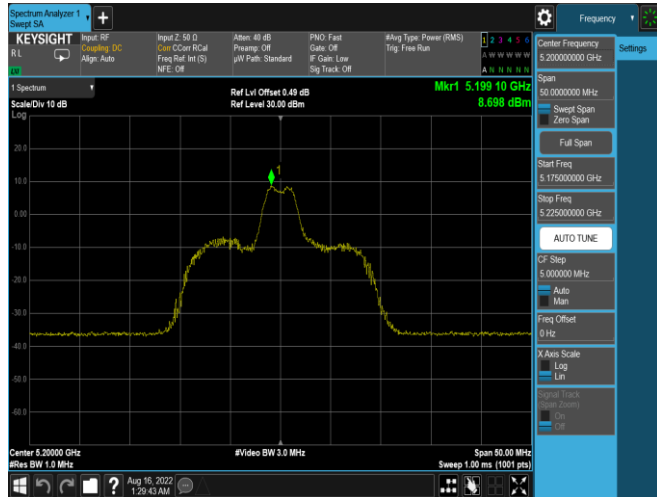 Spectrum Analyzer 1
Swept SA
Frequency
KEYSIGHT
R L
Input: RF
Coupling: DC
Align: Auto
Input Z: 50 Ω
Corr CCorr RCal
Freq Ref: Int (S)
NFE: Off
Atten: 40 dB
Preamp: Off
µW Path: Standard
PNO: Fast
Gate: Off
IF Gain: Low
Sig Track: Off
#Avg Type: Power (RMS)
Trig: Free Run
1 2 3 4 5 6
A W W W W W
A N N N N N
1 Spectrum
Scale/Div 10 dB
Log
Ref Lvl Offset 0.49 dB
Ref Level 30.00 dBm
Mkr1 5.199 10 GHz
8.698 dBm
1
20.0
10.0
0.00
-10.0
-20.0
-30.0
-40.0
-50.0
-60.0
Center 5.20000 GHz
#Res BW 1.0 MHz
#Video BW 3.0 MHz
Span 50.00 MHz
Sweep 1.00 ms (1001 pts)
Aug 16, 2022
1:29:43 AM
Center Frequency
5.200000000 GHz
Settings
Span
50.0000000 MHz
Swept Span
Zero Span
Full Span
Start Freq
5.175000000 GHz
Stop Freq
5.225000000 GHz
AUTO TUNE
CF Step
5.000000 MHz
Auto
Man
Freq Offset
0 Hz
X Axis Scale
Log
Lin
Signal Track
(Span Zoom)
On
Off